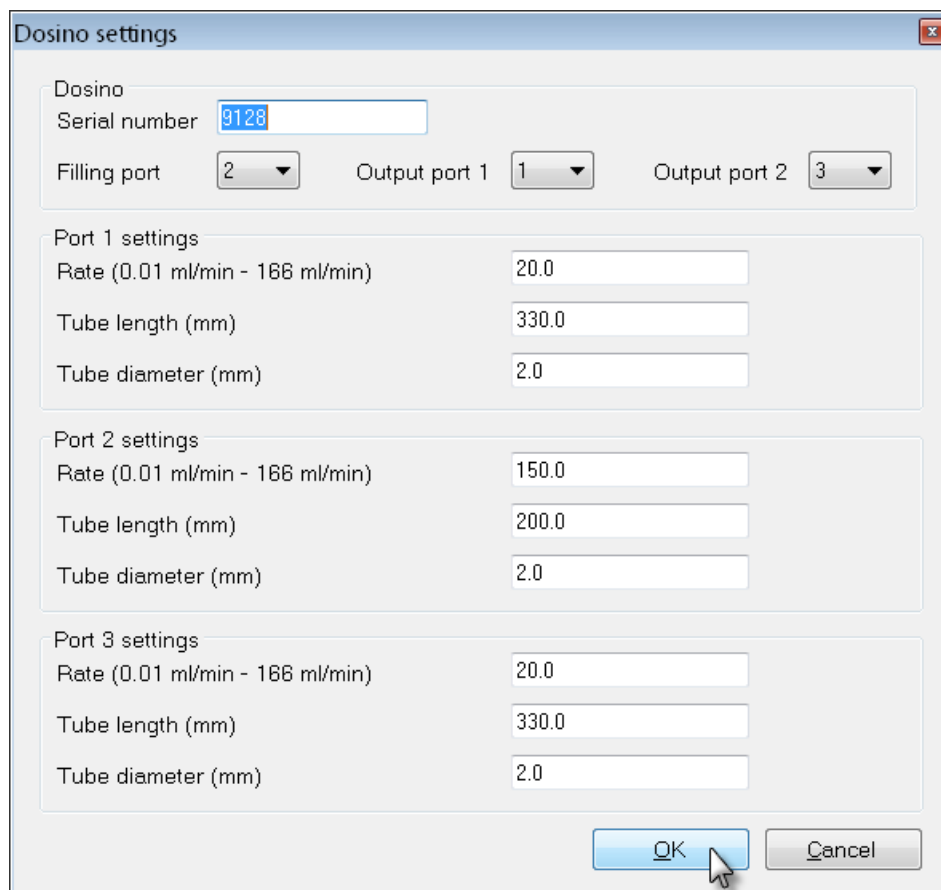 Dosino settings
Dosino
Serial number 9128
Filling port 2 Output port 1 1 Output port 2 3
Port 1 settings
Rate (0.01 ml/min - 166 ml/min) 20.0
Tube length (mm) 330.0
Tube diameter (mm) 2.0
Port 2 settings
Rate (0.01 ml/min - 166 ml/min) 150.0
Tube length (mm) 200.0
Tube diameter (mm) 2.0
Port 3 settings
Rate (0.01 ml/min - 166 ml/min) 20.0
Tube length (mm) 330.0
Tube diameter (mm) 2.0
OK Cancel